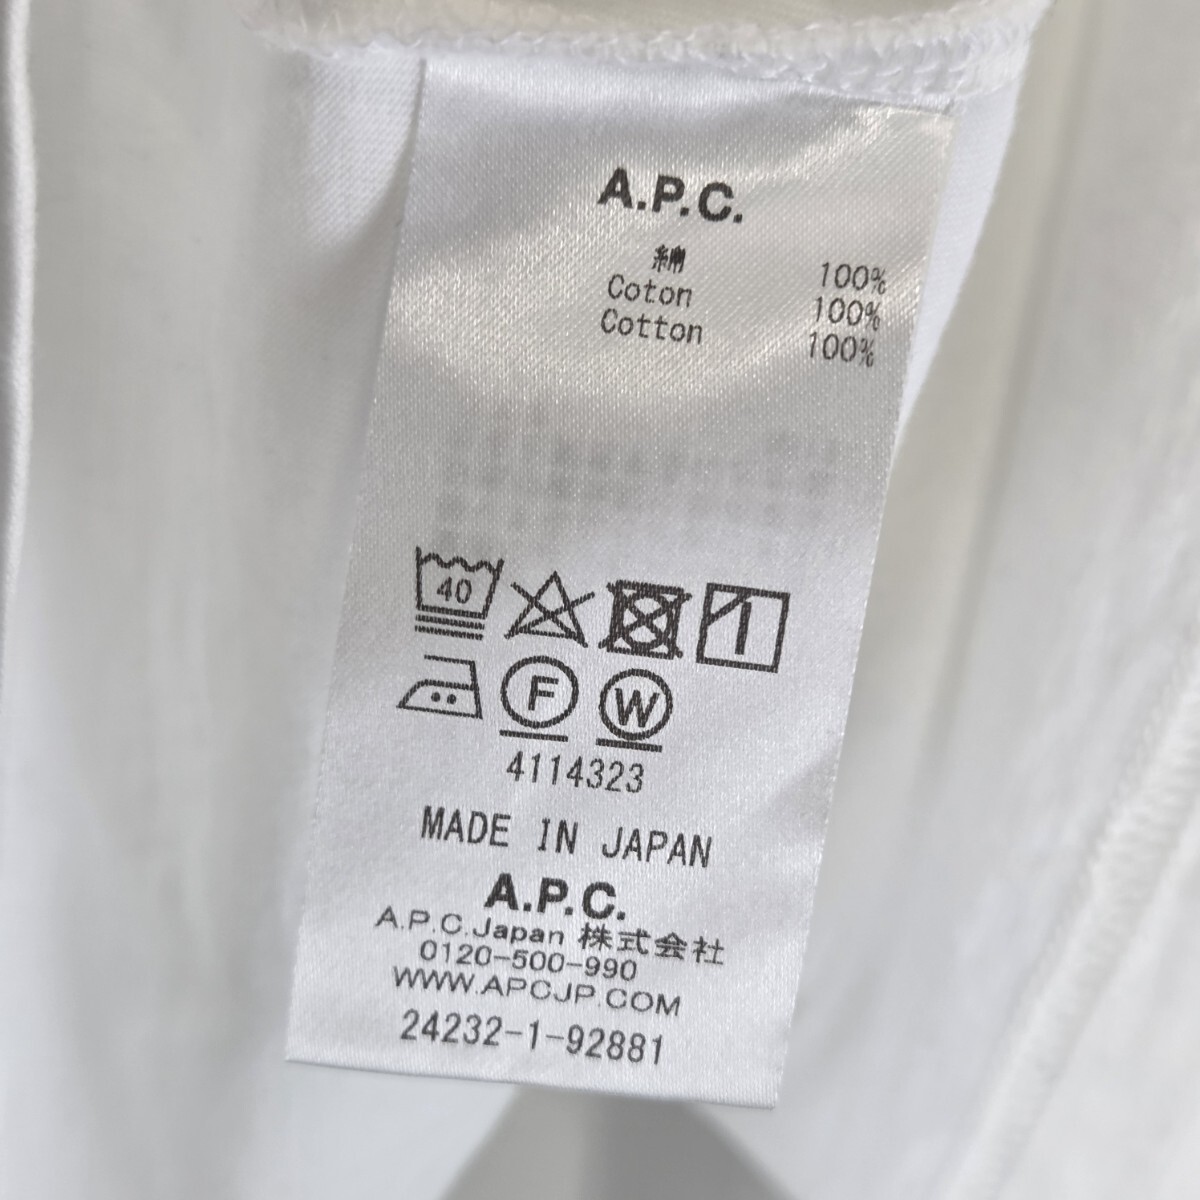 A.P.C.
綿 100%
Coton 100%
Cotton 100%
40
F W
4114323
MADE IN JAPAN
A.P.C.
A.P.C.Japan 株式会社
0120-500-990
WWW.APCJP.COM
24232-1-92881